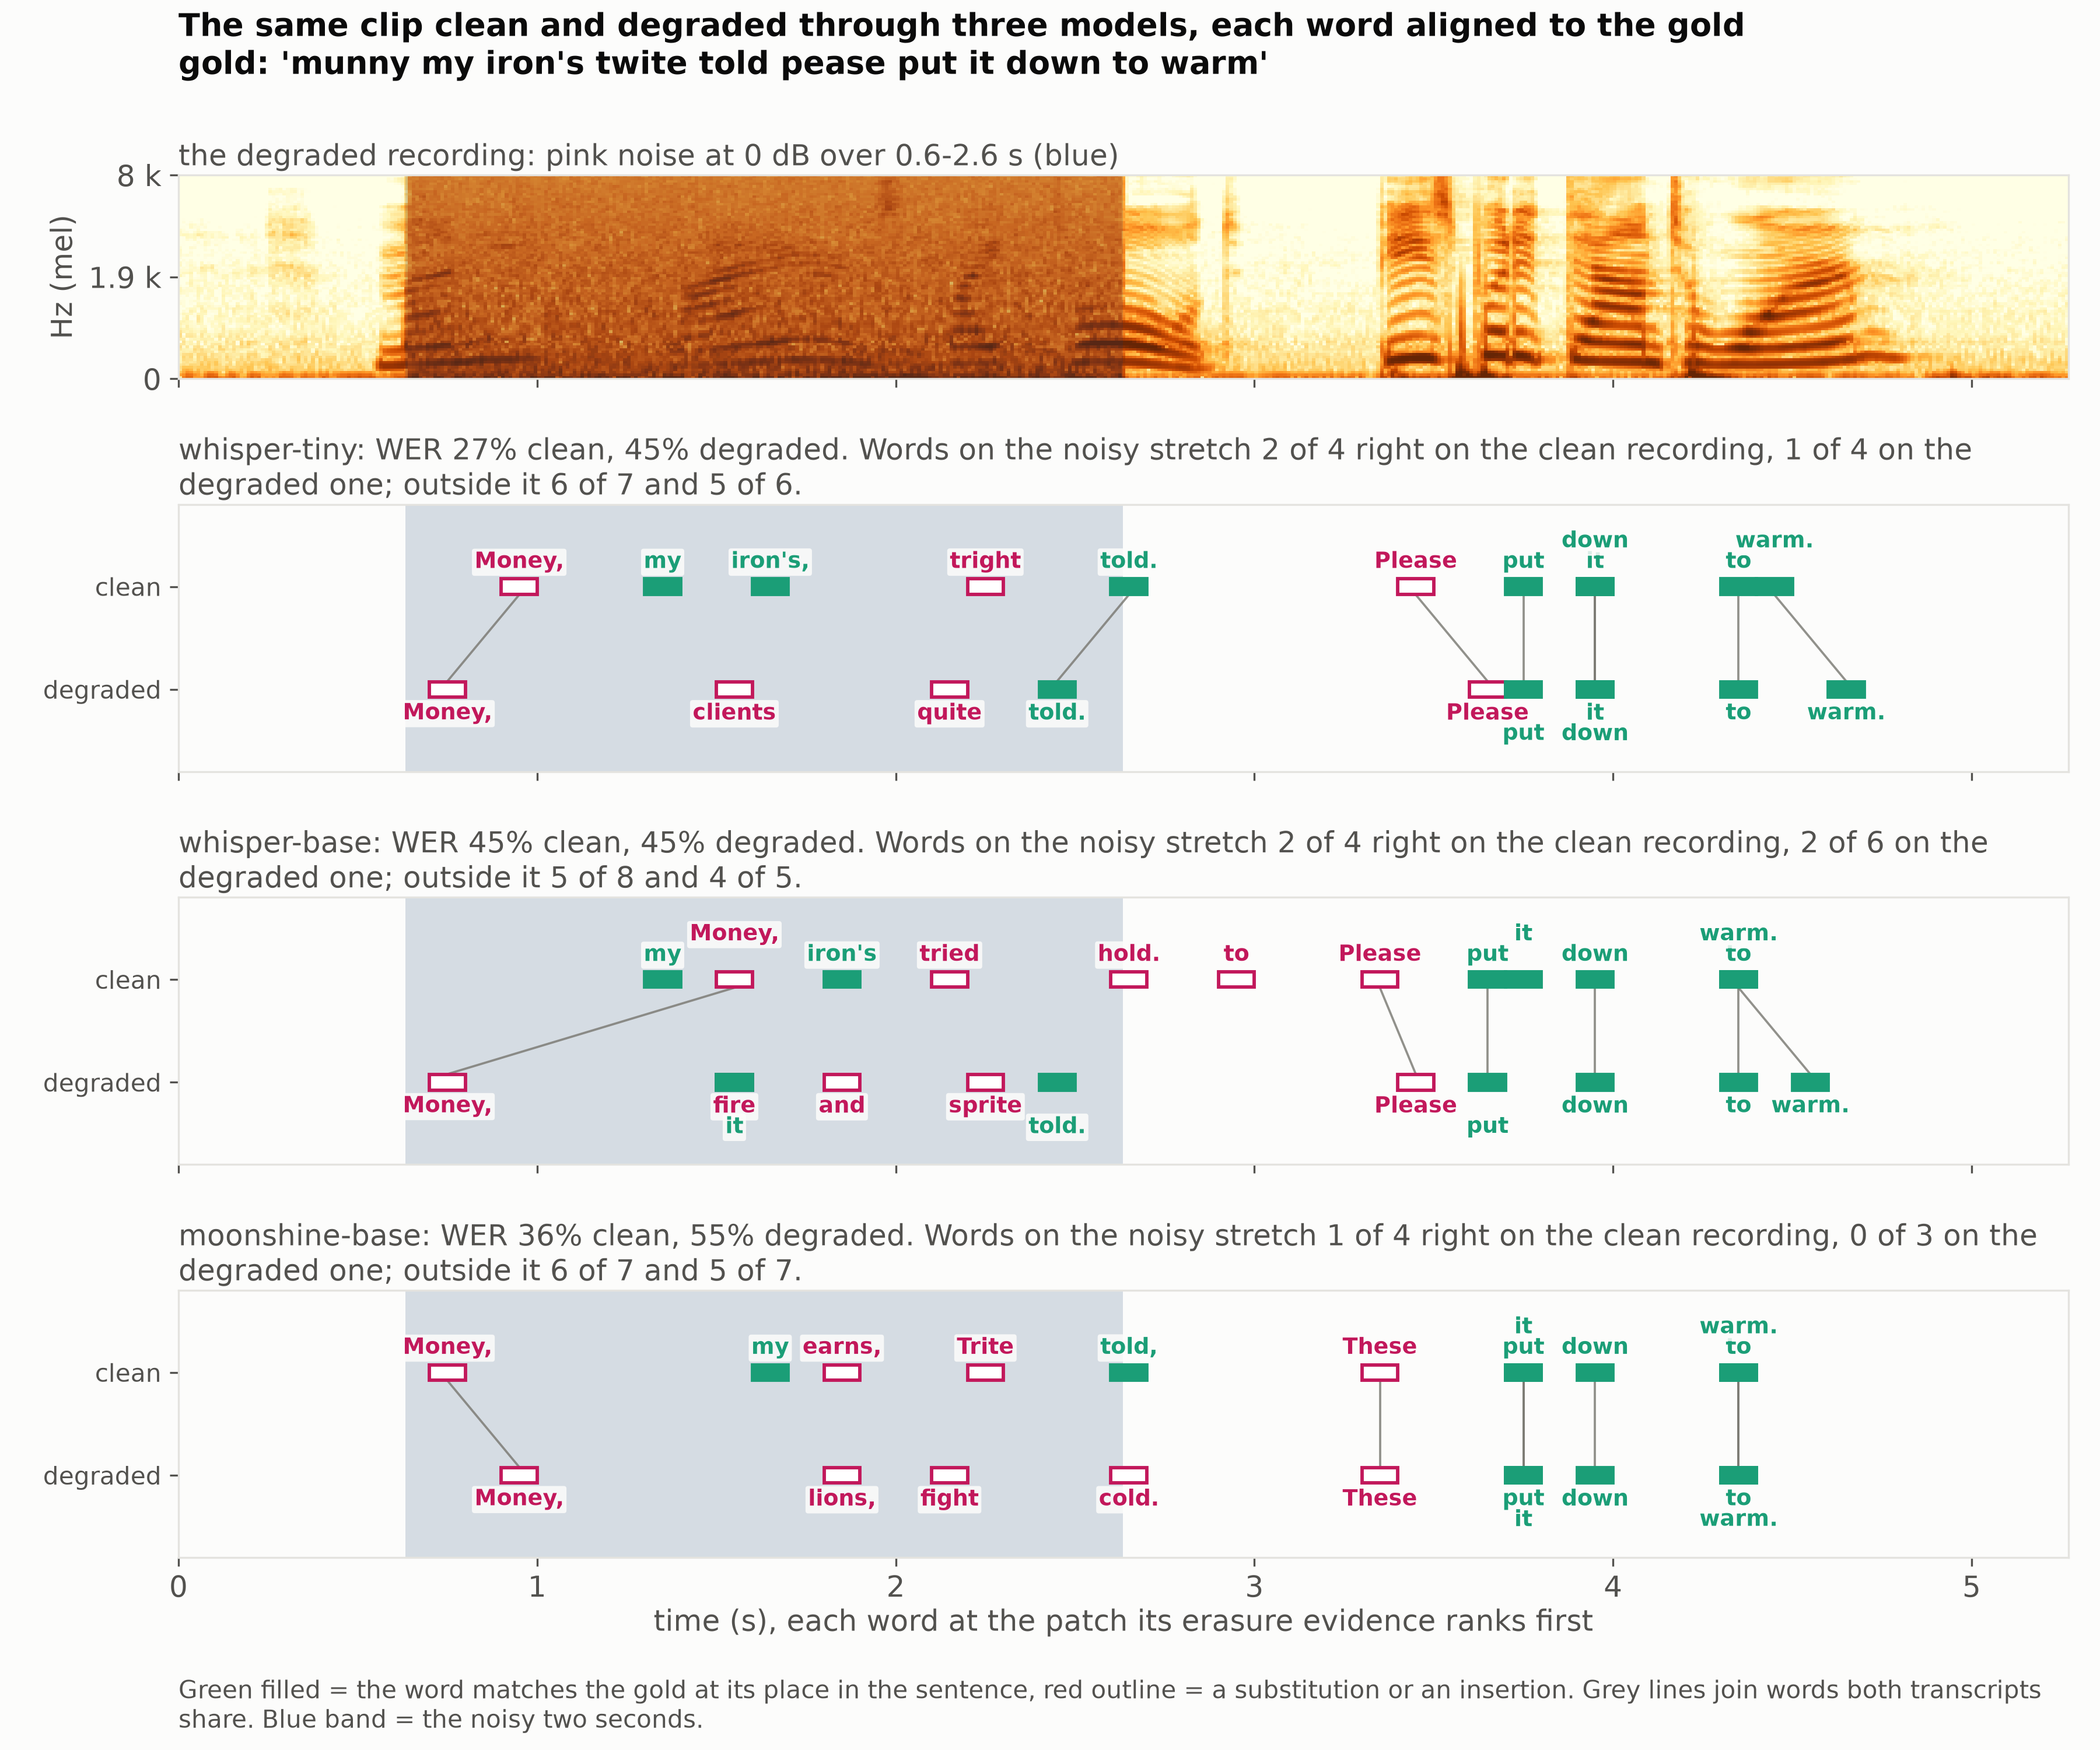 The same clip clean and degraded through three models, each word aligned to the gold
gold: 'munny my iron's twite told pease put it down to warm'
the degraded recording: pink noise at 0 dB over 0.6-2.6 s (blue)
8 k
1.9 k
0
Hz (mel)
whisper-tiny: WER 27% clean, 45% degraded. Words on the noisy stretch 2 of 4 right on the clean recording, 1 of 4 on the
degraded one; outside it 6 of 7 and 5 of 6.
down warm.
Money, my iron's, tright told. Please put it to
clean
degraded
Money, clients quite told. Please it to warm.
put down
whisper-base: WER 45% clean, 45% degraded. Words on the noisy stretch 2 of 4 right on the clean recording, 2 of 6 on the
degraded one; outside it 5 of 8 and 4 of 5.
Money, it warm.
my iron's tried hold. to Please put down to
clean
degraded
Money, fire and sprite Please down to warm.
it told. put
moonshine-base: WER 36% clean, 55% degraded. Words on the noisy stretch 1 of 4 right on the clean recording, 0 of 3 on the
degraded one; outside it 6 of 7 and 5 of 7.
it warm.
Money, my earns, Trite told, These put down to
clean
degraded
Money, lions, fight cold. These put down to
it warm.
0 1 2 3 4 5
time (s), each word at the patch its erasure evidence ranks first
Green filled = the word matches the gold at its place in the sentence, red outline = a substitution or an insertion. Grey lines join words both transcripts
share. Blue band = the noisy two seconds.